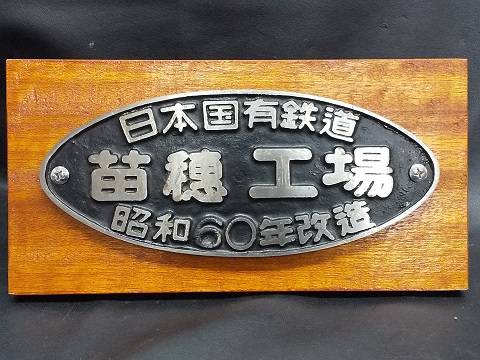 日本国有鉄道
苗穂工場
昭和60年改造